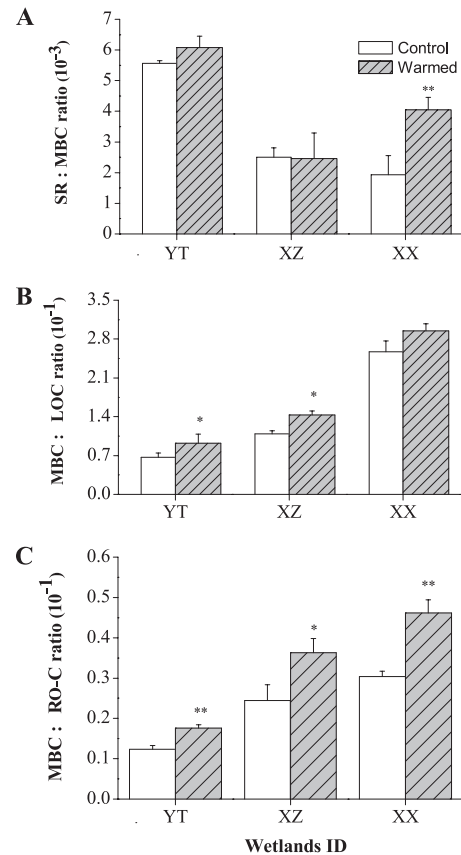 A
SR : MBC ratio (10-3)
7
6
5
4
3
2
1
0
Control
Warmed
**
YT XZ XX
B
MBC : LOC ratio (10-1)
3.5
2.8
2.1
1.4
0.7
0.0
* *
YT XZ XX
C
MBC : RO-C ratio (10-1)
0.6
0.5
0.4
0.3
0.2
0.1
0.0
** * **
YT XZ XX
Wetlands ID